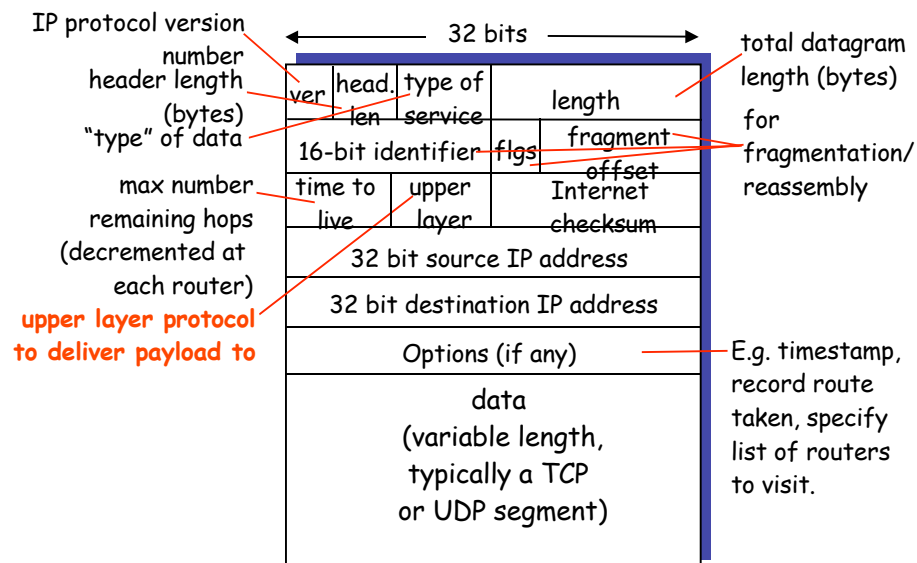 IP protocol version
number
header length
(bytes)
“type” of data
max number
remaining hops
(decremented at
each router)
upper layer protocol
to deliver payload to
32 bits
ver
head.
len
type of
service
length
16-bit identifier
flgs
fragment
offset
time to
live
upper
layer
Internet
checksum
32 bit source IP address
32 bit destination IP address
Options (if any)
data
(variable length,
typically a TCP
or UDP segment)
total datagram
length (bytes)
for
fragmentation/
reassembly
E.g. timestamp,
record route
taken, specify
list of routers
to visit.